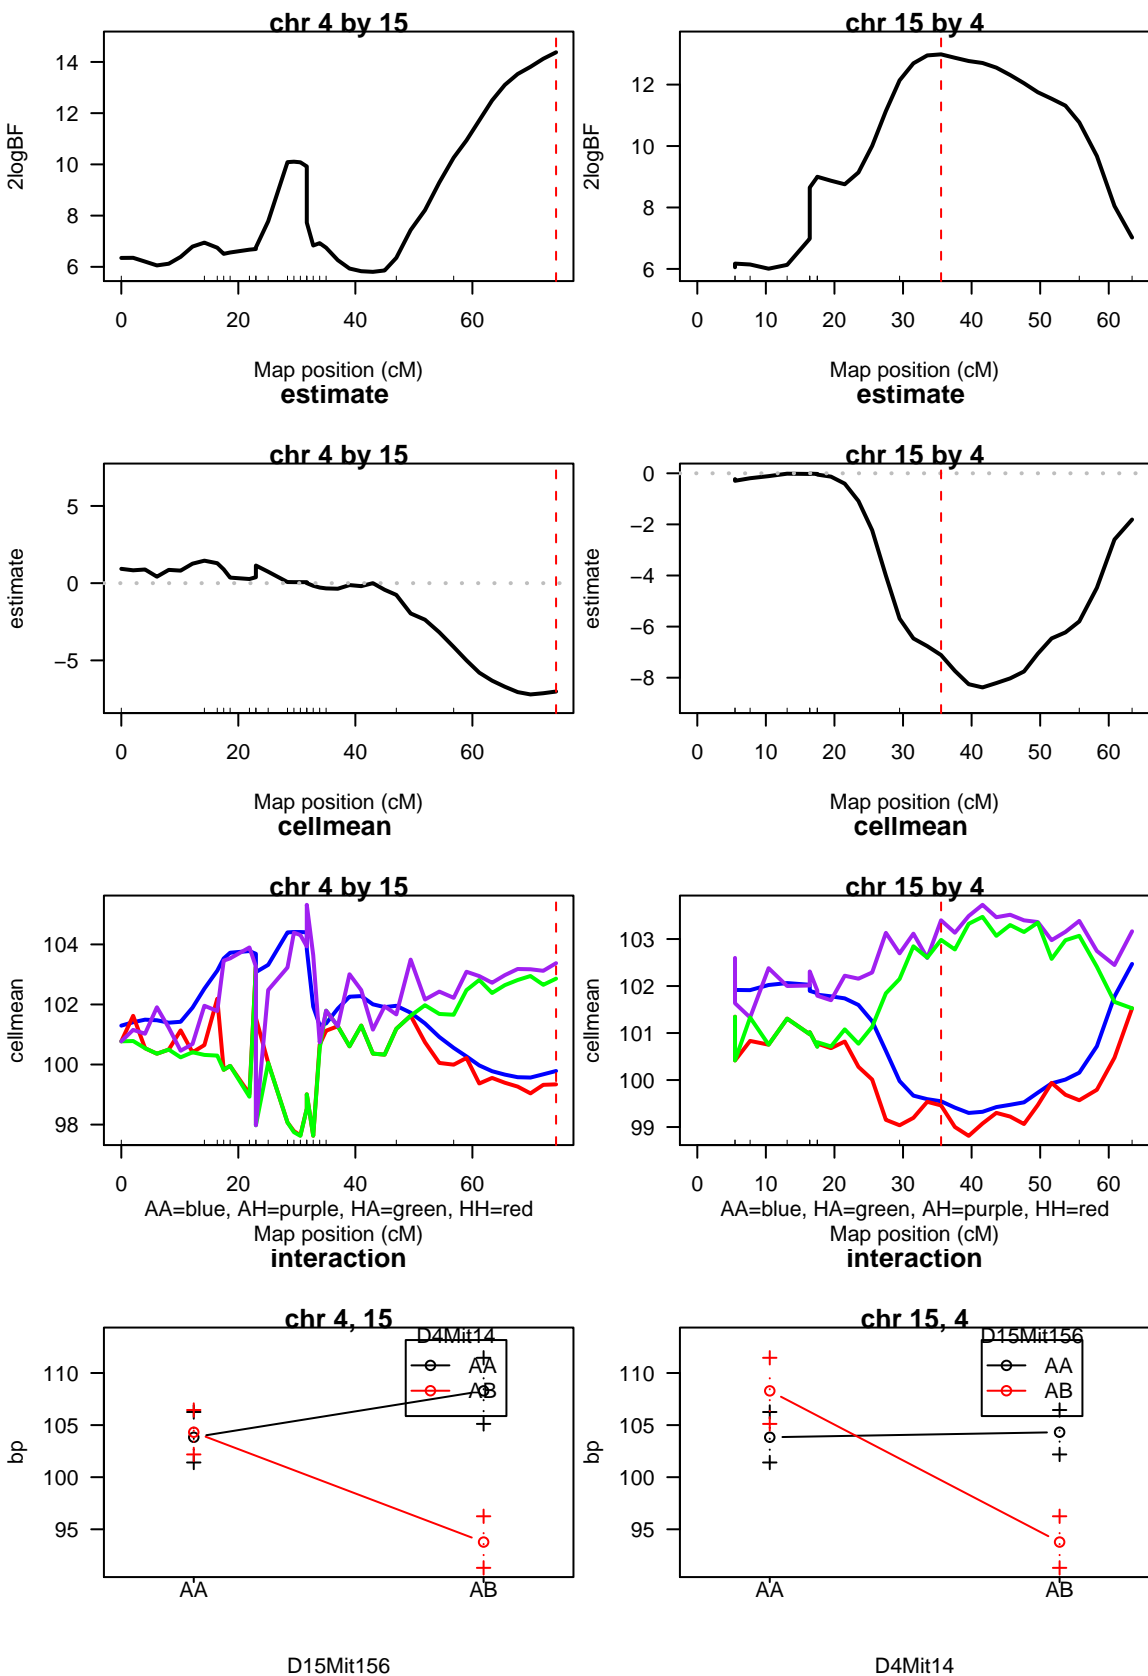 chr 4 by 15
chr 15 by 4
2logBF
14
12
10
8
6
0 20 40 60
Map position (cM)
2logBF
12
10
8
6
0 10 20 30 40 50 60
Map position (cM)
estimate
estimate
chr 4 by 15
chr 15 by 4
estimate
5
0
−5
0 20 40 60
Map position (cM)
estimate
0
−2
−4
−6
−8
0 10 20 30 40 50 60
Map position (cM)
cellmean
cellmean
chr 4 by 15
chr 15 by 4
cellmean
104
102
100
98
0 20 40 60
AA=blue, AH=purple, HA=green, HH=red
Map position (cM)
cellmean
103
102
101
100
99
0 10 20 30 40 50 60
AA=blue, HA=green, AH=purple, HH=red
Map position (cM)
interaction
interaction
chr 4, 15
chr 15, 4
bp
110
105
100
95
D4Mit14
AA
AB
AA AB
D15Mit156
bp
110
105
100
95
D15Mit156
AA
AB
AA AB
D4Mit14